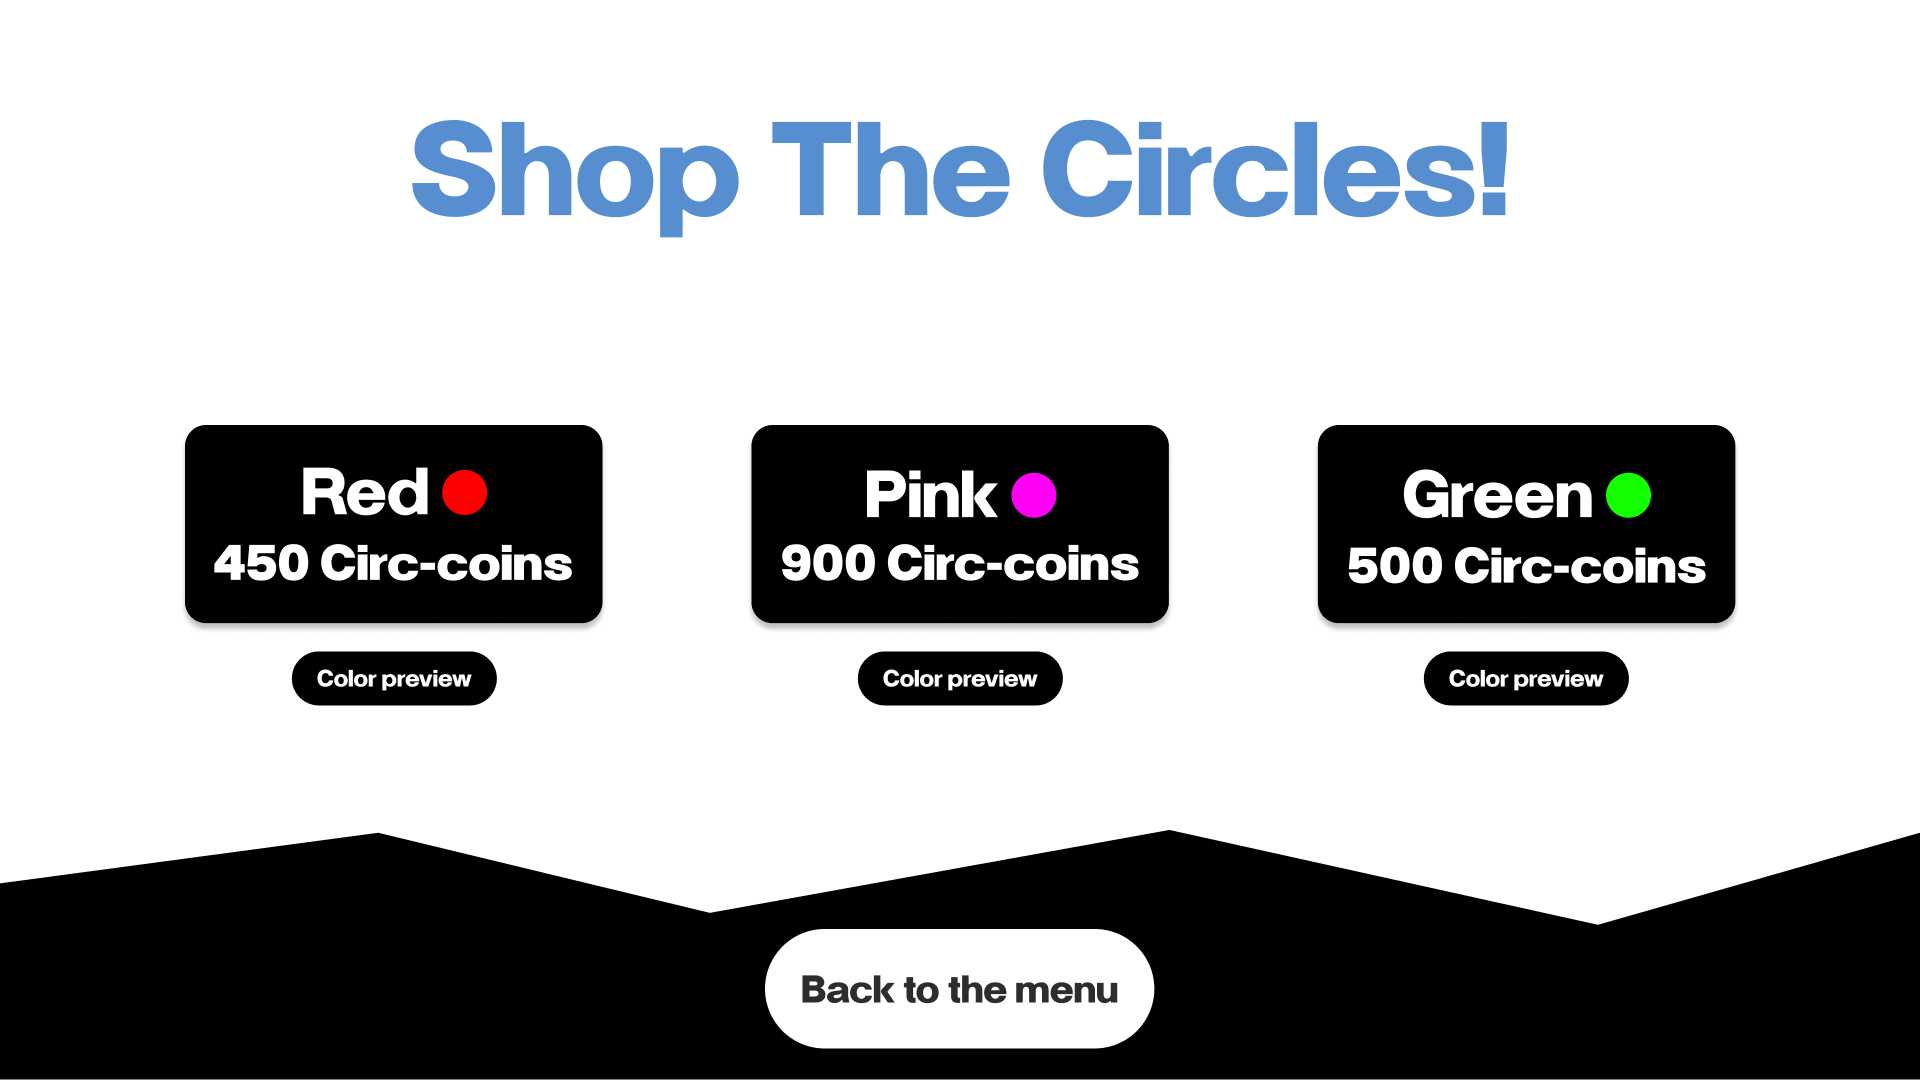 Shop The Circles!
Red
450 Circ-coins
Color preview
Pink
900 Circ-coins
Color preview
Green
500 Circ-coins
Color preview
Back to the menu